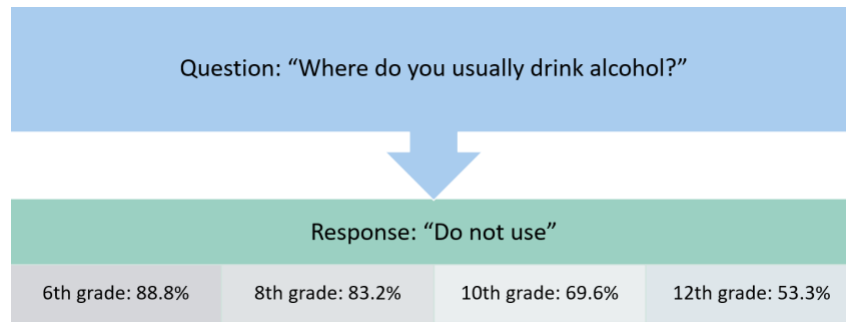 Question: “Where do you usually drink alcohol?”
Response: “Do not use”
6th grade: 88.8% 8th grade: 83.2% 10th grade: 69.6% 12th grade: 53.3%